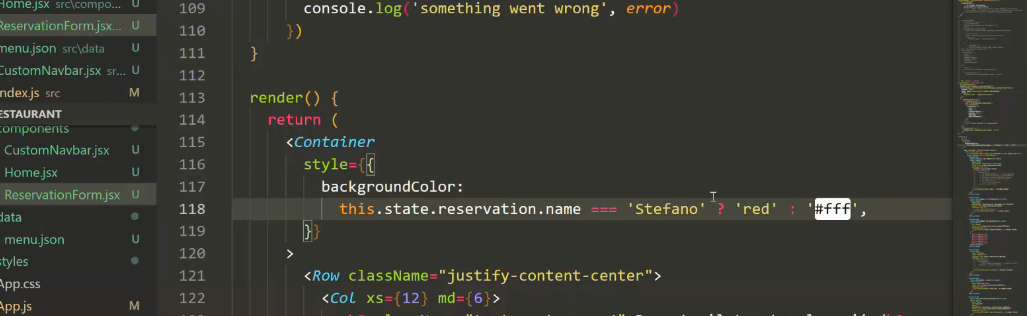 Home.jsx src\compo... U
ReservationForm.jsx U
menu.json src\data U
CustomNavbar.jsx sr... U
index.js src M
ESTAURANT
components
CustomNavbar.jsx U
Home.jsx U
ReservationForm.jsx U
data
menu.json U
styles
App.css
App.js M
109 console.log('something went wrong', error)
110 })
111 }
112
113 render() {
114 return (
115 <Container
116 style={{
117 backgroundColor:
118 this.state.reservation.name === 'Stefano' ? 'red' : '#fff',
119 }}
120 >
121 <Row className="justify-content-center">
122 <Col xs={12} md={6}>